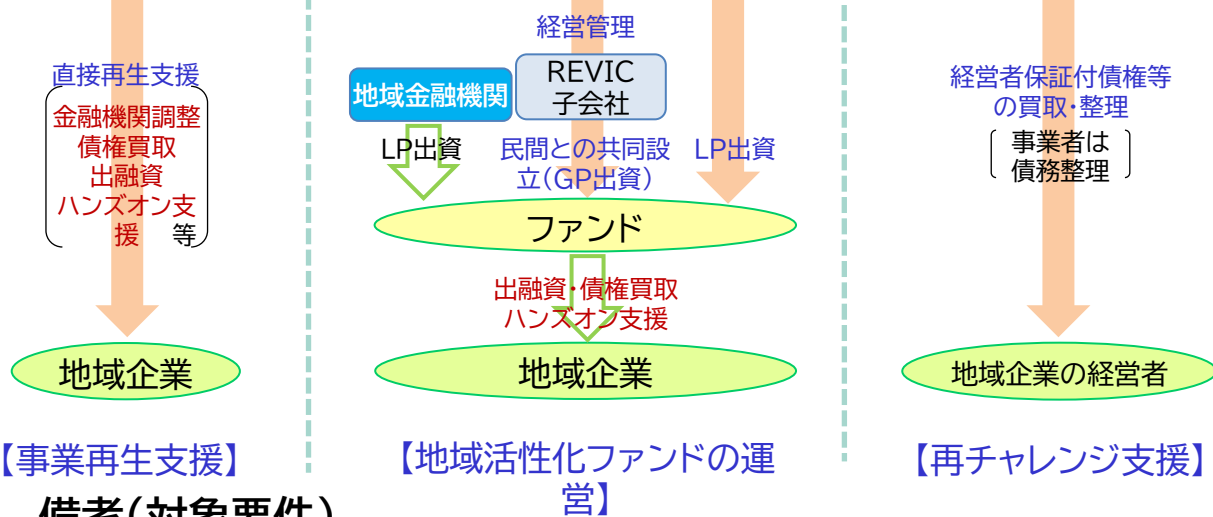 直接再生支援
金融機関調整
債権買取
出融資
ハンズオン支
援 等
地域企業
【事業再生支援】
経営管理
地域金融機関
REVIC
子会社
LP出資
民間との共同設
立(GP出資)
LP出資
ファンド
出融資・債権買取
ハンズオン支援
地域企業
【地域活性化ファンドの運
営】
経営者保証付債権等
の買取・整理
事業者は
債務整理
地域企業の経営者
【再チャレンジ支援】
備考(対象要件)